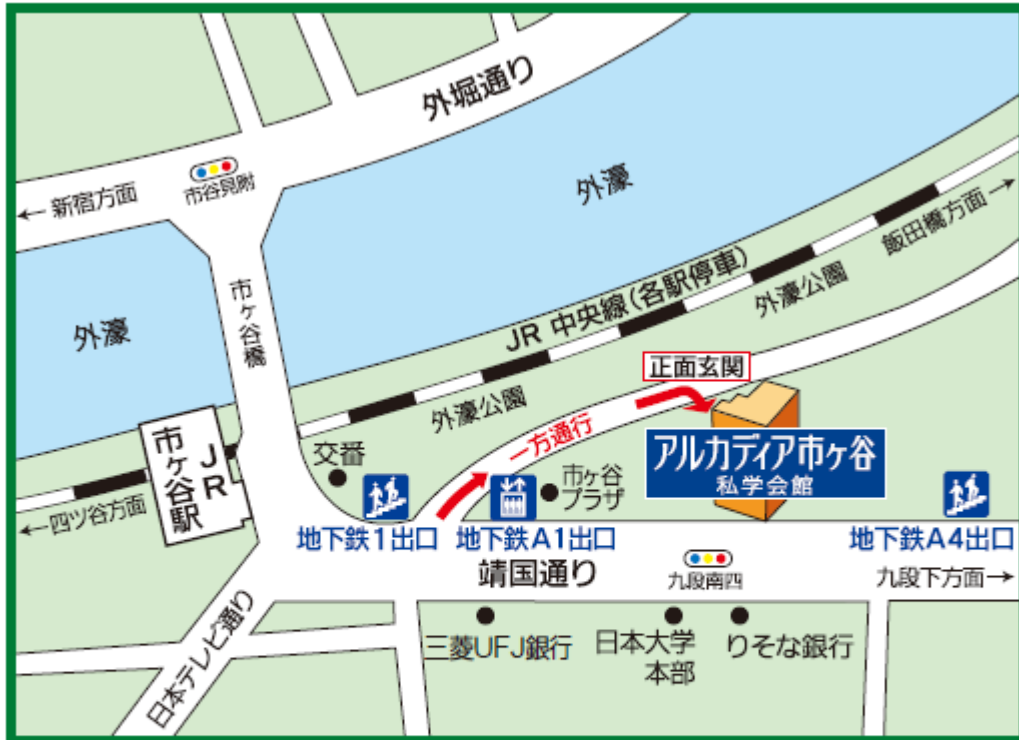 外堀通り
市谷見附
←新宿方面
外濠
飯田橋方面→
市ヶ谷橋
外濠
JR 中央線(各駅停車)
外濠公園
正面玄関
外濠公園
一方通行
アルカディア市ヶ谷
私学会館
JR
市ヶ谷駅
交番
市ヶ谷
プラザ
←四ツ谷方面
地下鉄1出口
地下鉄A1出口
地下鉄A4出口
靖国通り
九段南四
九段下方面→
日本テレビ通り
三菱UFJ銀行
日本大学
本部
りそな銀行